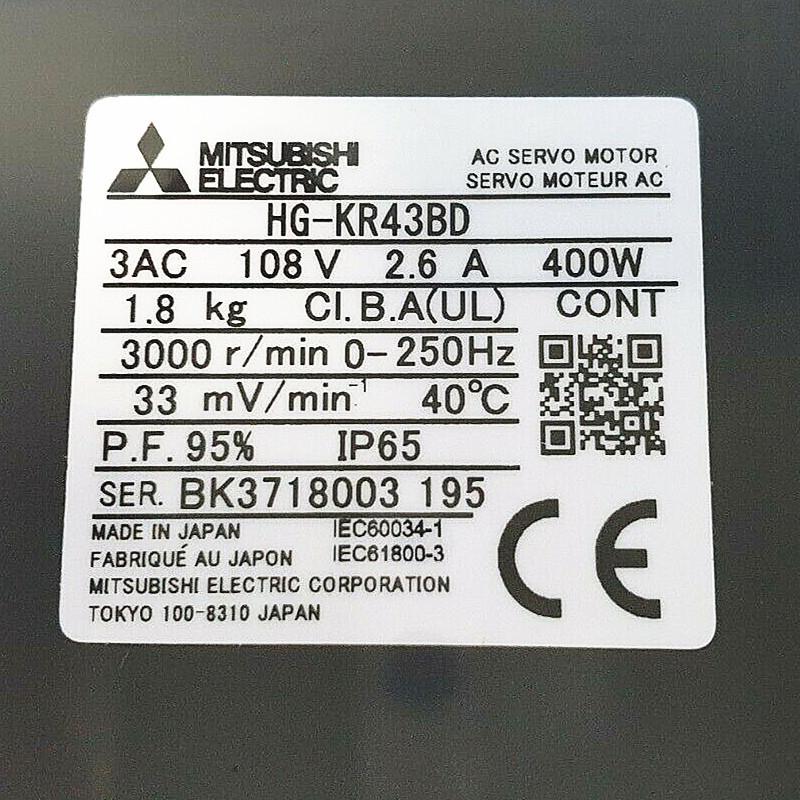 MITSUBISHI
ELECTRIC
AC SERVO MOTOR
SERVO MOTEUR AC
HG-KR43BD
3AC 108 V 2.6 A 400W
1.8 kg CI.B.A(UL) CONT
3000 r/min 0-250Hz
33 mV/min⁻¹ 40℃
P.F. 95% IP65
SER. BK3718003 195
MADE IN JAPAN IEC60034-1
FABRIQUÉ AU JAPON IEC61800-3
MITSUBISHI ELECTRIC CORPORATION
TOKYO 100-8310 JAPAN
CE